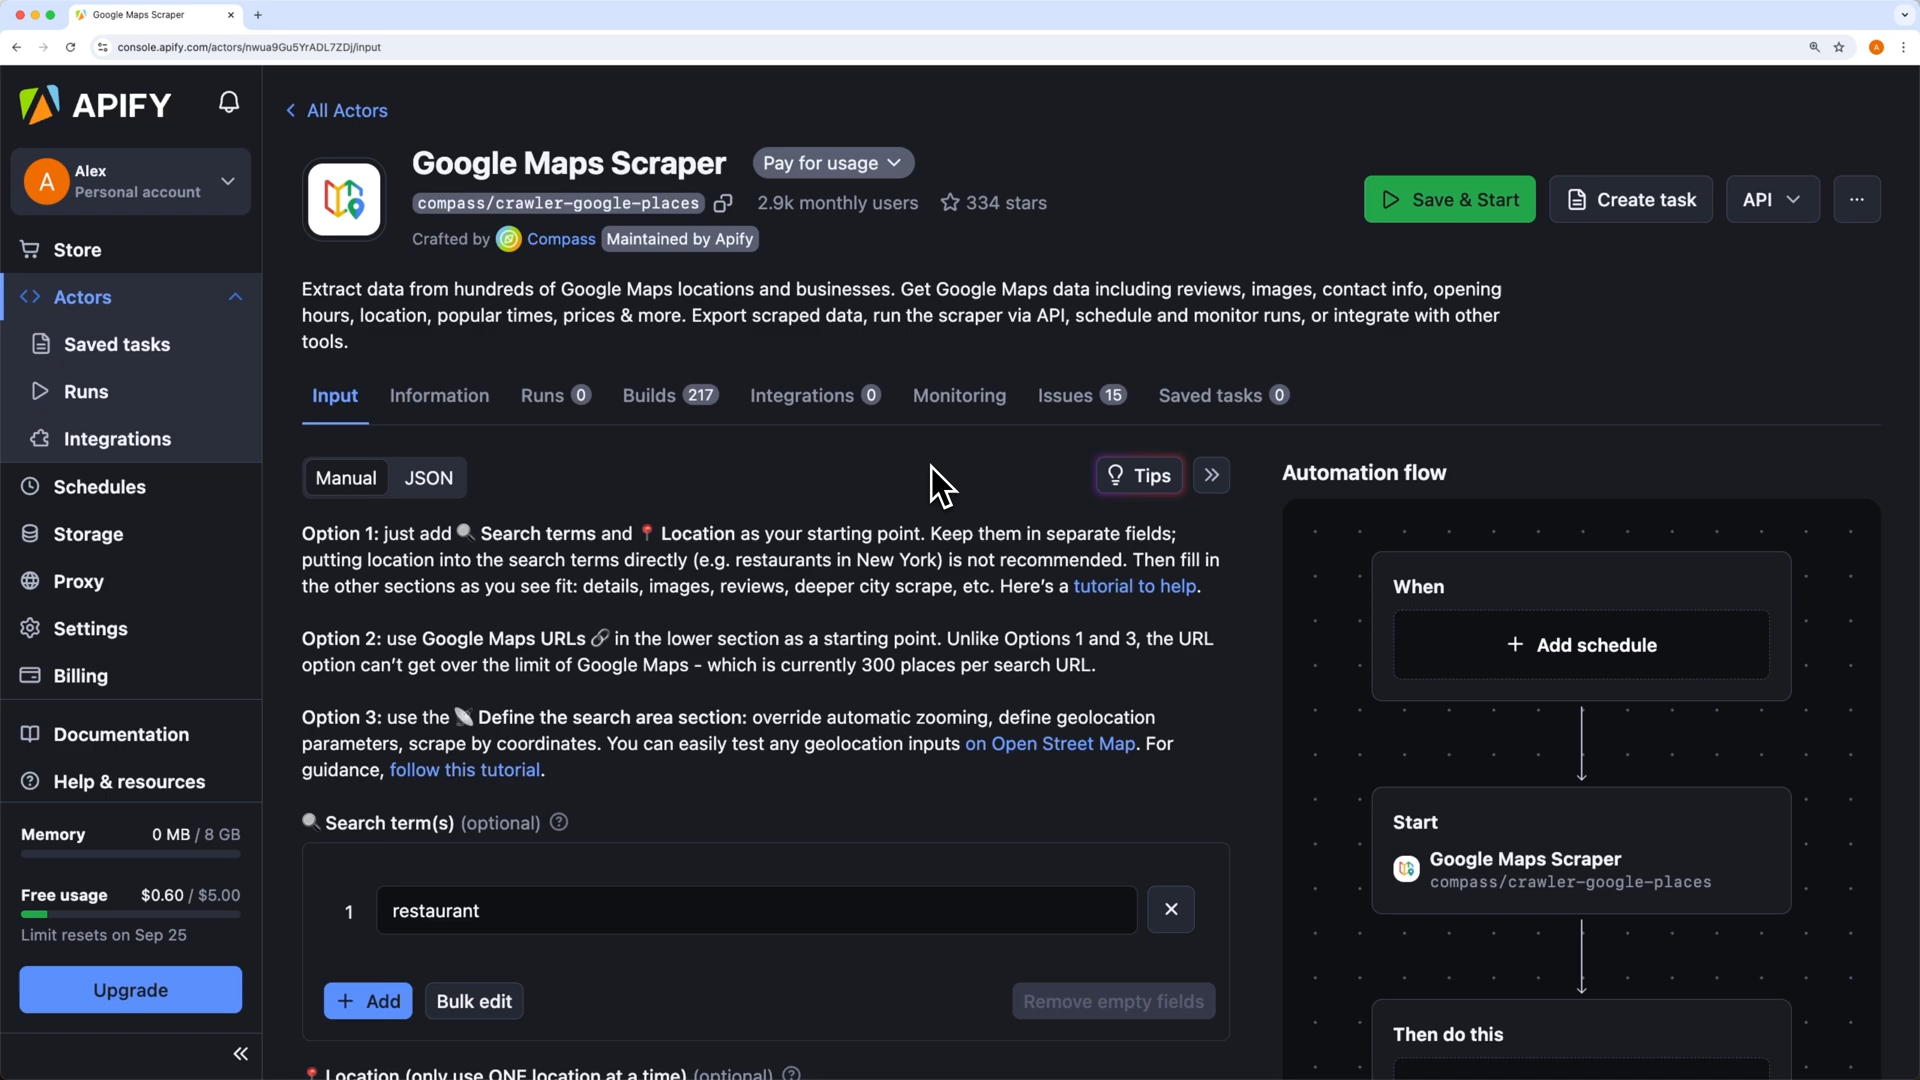 Google Maps Scraper
console.apify.com/actors/nwua9Gu5YrADL7ZDj/input
A
APIFY
A
Alex
Personal account
Store
Actors
Saved tasks
Runs
Integrations
Schedules
Storage
Proxy
Settings
Billing
Documentation
Help & resources
Memory 0 MB / 8 GB
Free usage $0.60 / $5.00
Limit resets on Sep 25
Upgrade
All Actors
Google Maps Scraper Pay for usage
compass/crawler-google-places 2.9k monthly users 334 stars
Crafted by Compass Maintained by Apify
Save & Start Create task API
Extract data from hundreds of Google Maps locations and businesses. Get Google Maps data including reviews, images, contact info, opening
hours, location, popular times, prices & more. Export scraped data, run the scraper via API, schedule and monitor runs, or integrate with other
tools.
Input Information Runs 0 Builds 217 Integrations 0 Monitoring Issues 15 Saved tasks 0
Manual JSON Tips
Option 1: just add 🔍 Search terms and 📍 Location as your starting point. Keep them in separate fields;
putting location into the search terms directly (e.g. restaurants in New York) is not recommended. Then fill in
the other sections as you see fit: details, images, reviews, deeper city scrape, etc. Here's a tutorial to help.
Option 2: use Google Maps URLs 🔗 in the lower section as a starting point. Unlike Options 1 and 3, the URL
option can't get over the limit of Google Maps - which is currently 300 places per search URL.
Option 3: use the 📡 Define the search area section: override automatic zooming, define geolocation
parameters, scrape by coordinates. You can easily test any geolocation inputs on Open Street Map. For
guidance, follow this tutorial.
🔍 Search term(s) (optional)
1 restaurant
+ Add Bulk edit Remove empty fields
📍 Location (only use ONE location at a time) (optional)
Automation flow
When
+ Add schedule
Start
Google Maps Scraper
compass/crawler-google-places
Then do this